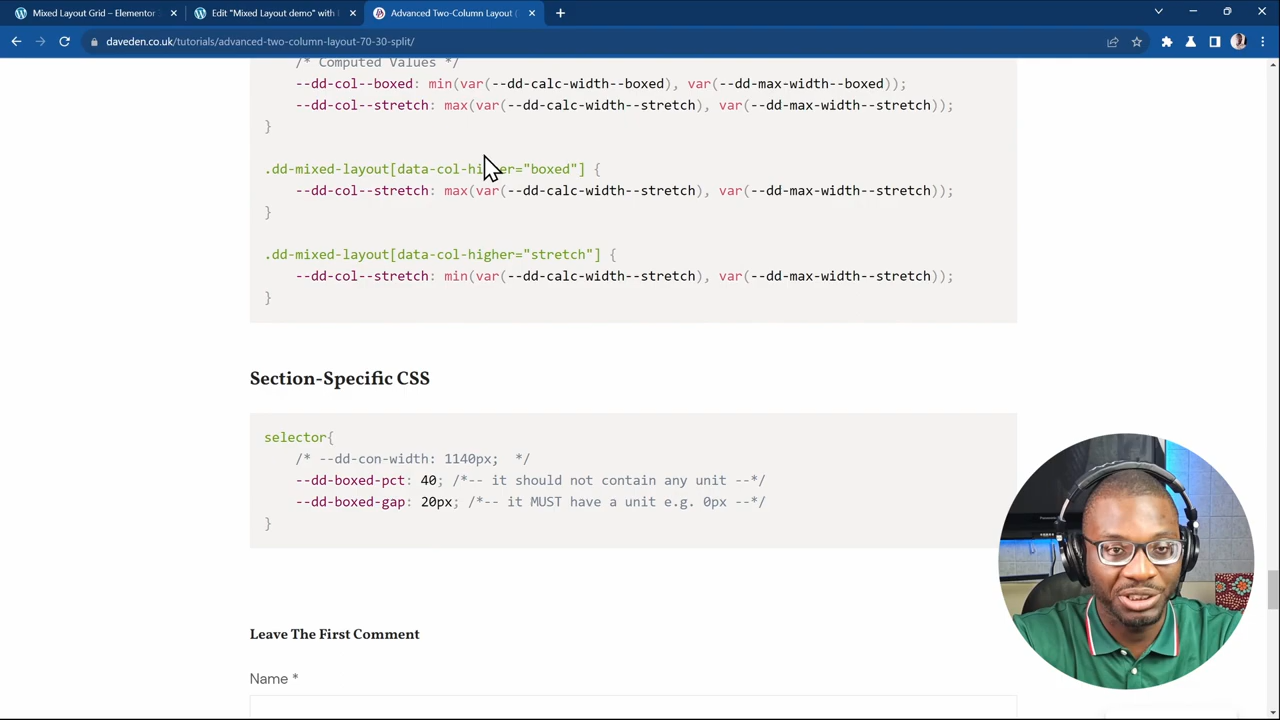 Mixed Layout Grid – Elementor
Edit "Mixed Layout demo" with
Advanced Two-Column Layout (
daveden.co.uk/tutorials/advanced-two-column-layout-70-30-split/
/* Computed Values */
--dd-col--boxed: min(var(--dd-calc-width--boxed), var(--dd-max-width--boxed));
--dd-col--stretch: max(var(--dd-calc-width--stretch), var(--dd-max-width--stretch));
}
.dd-mixed-layout[data-col-higher="boxed"] {
--dd-col--stretch: max(var(--dd-calc-width--stretch), var(--dd-max-width--stretch));
}
.dd-mixed-layout[data-col-higher="stretch"] {
--dd-col--stretch: min(var(--dd-calc-width--stretch), var(--dd-max-width--stretch));
}
Section-Specific CSS
selector{
/* --dd-con-width: 1140px;  */
--dd-boxed-pct: 40; /*-- it should not contain any unit --*/
--dd-boxed-gap: 20px; /*-- it MUST have a unit e.g. 0px --*/
}
Leave The First Comment
Name *